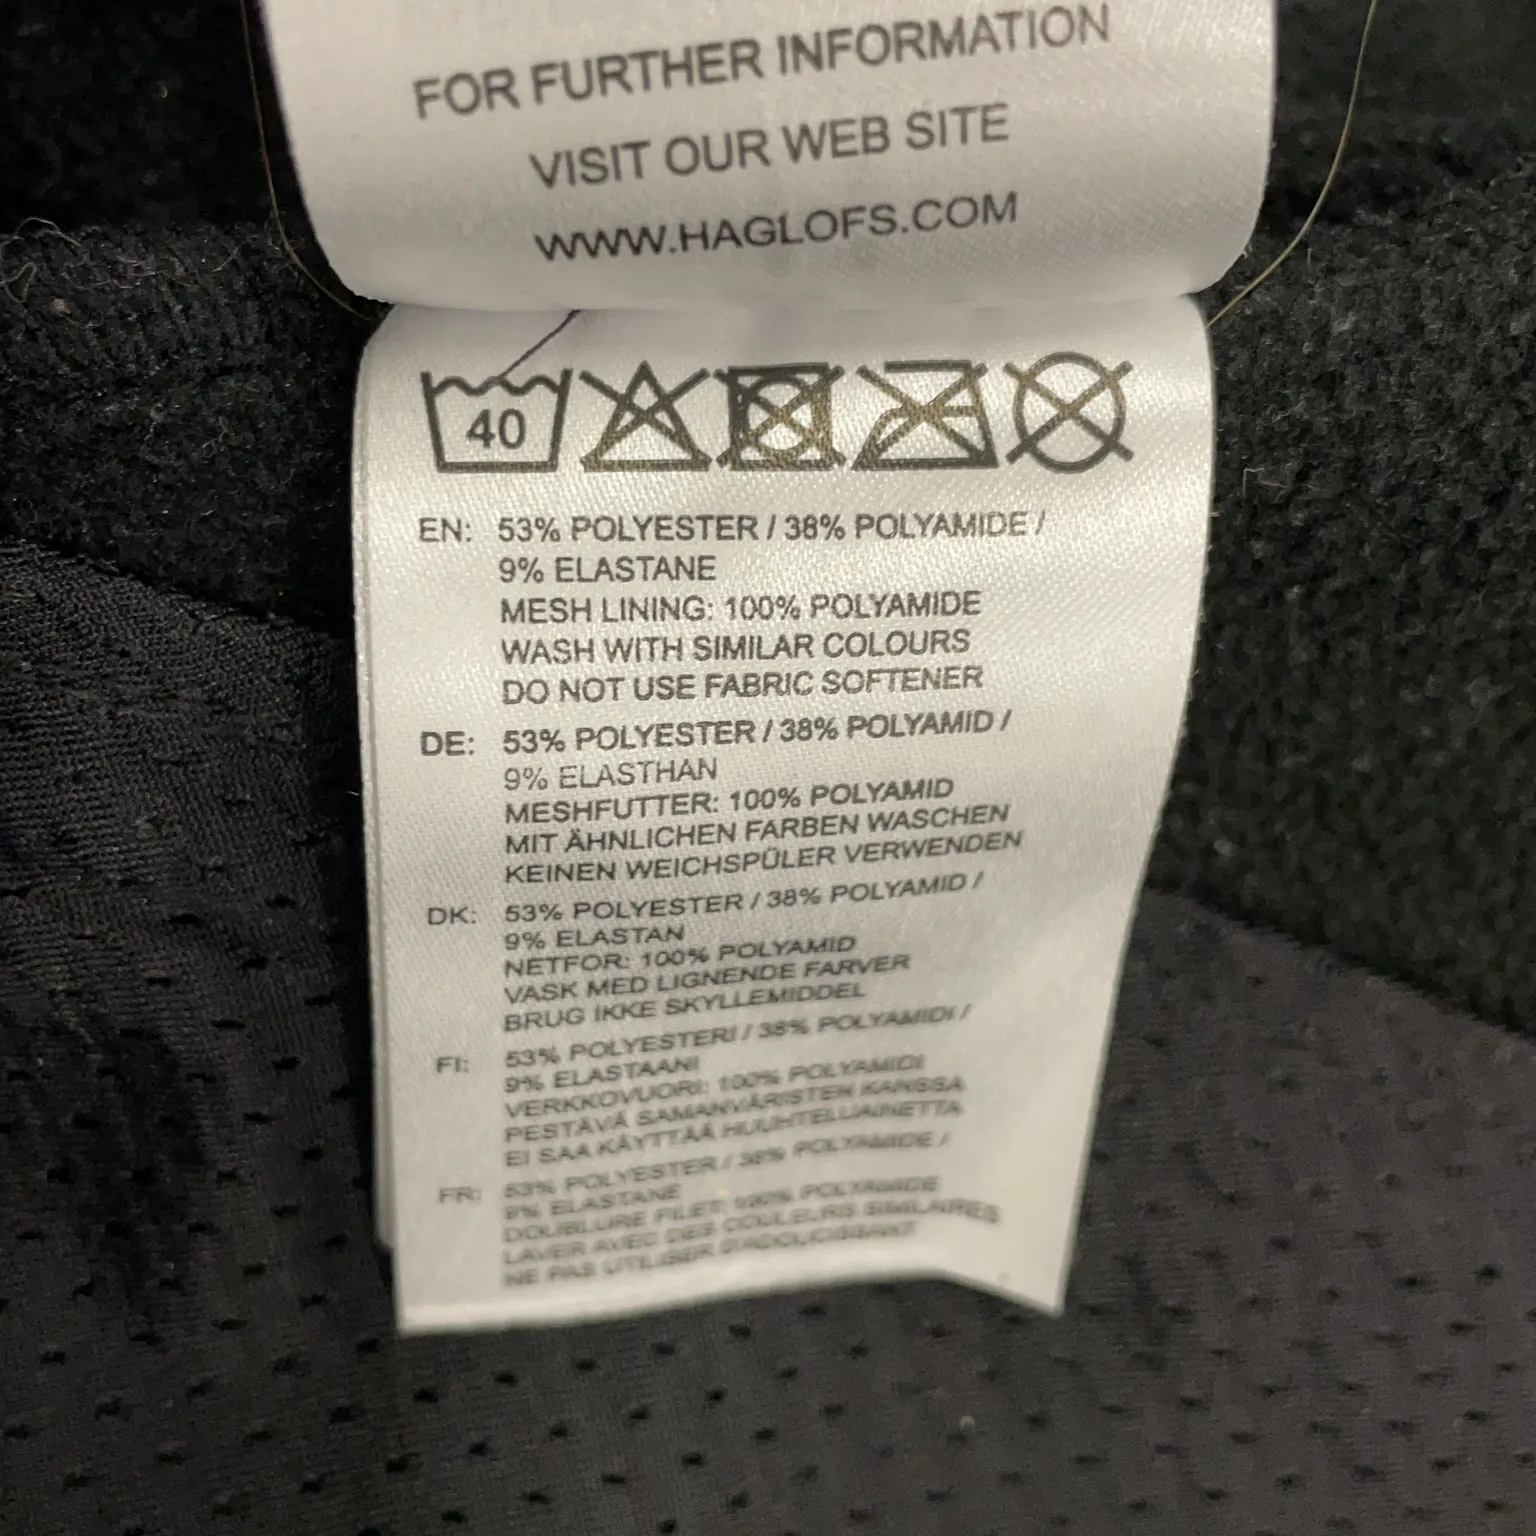 FOR FURTHER INFORMATION
VISIT OUR WEB SITE
WWW.HAGLOFS.COM
40
EN: 53% POLYESTER / 38% POLYAMIDE /
9% ELASTANE
MESH LINING: 100% POLYAMIDE
WASH WITH SIMILAR COLOURS
DO NOT USE FABRIC SOFTENER
DE: 53% POLYESTER / 38% POLYAMID /
9% ELASTHAN
MESHFUTTER: 100% POLYAMID
MIT ÄHNLICHEN FARBEN WASCHEN
KEINEN WEICHSPÜLER VERWENDEN
DK: 53% POLYESTER / 38% POLYAMID /
9% ELASTAN
NETFOR: 100% POLYAMID
VASK MED LIGNENDE FARVER
BRUG IKKE SKYLLEMIDDEL
FI: 53% POLYESTERI / 38% POLYAMIDI /
9% ELASTAANI
VERKKOVUORI: 100% POLYAMIDI
PESTÄVÄ SAMANVÄRISTEN KANSSA
EI SAA KÄYTTÄÄ HUUHTELUAINETTA
FR: 53% POLYESTER / 38% POLYAMIDE /
9% ELASTANE
DOUBLURE FILET: 100% POLYAMIDE
LAVER AVEC DES COULEURS SIMILAIRES
NE PAS UTILISER D'ADOUCISSANT